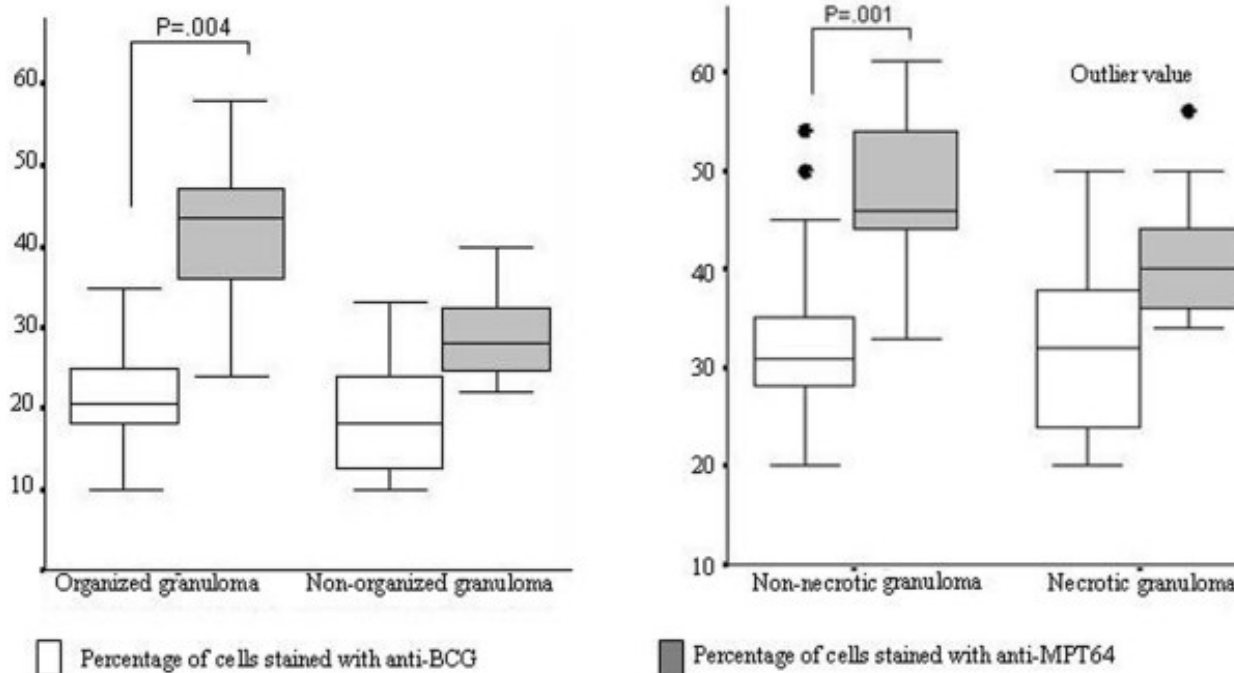 P=.004
60
50
40
30
20
10
Organized granuloma Non-organized granuloma
P=.001
Outlier value
60
50
40
30
20
10
Non-necrotic granuloma Necrotic granuloma
Percentage of cells stained with anti-BCG
Percentage of cells stained with anti-MPT64